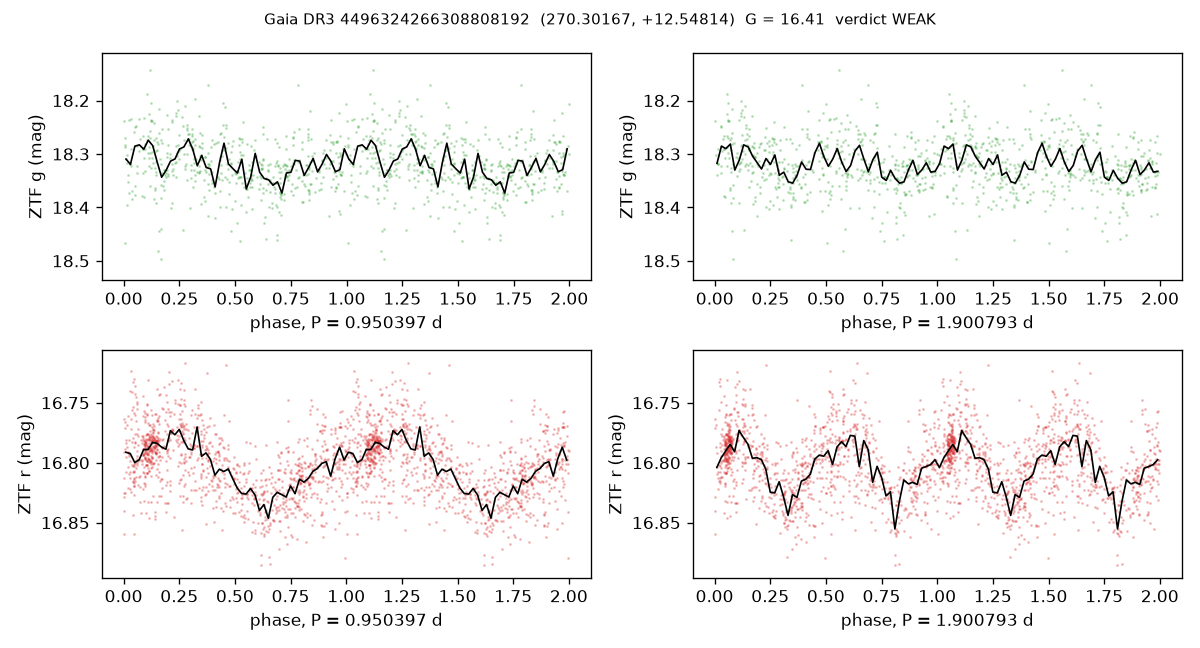 Gaia DR3 4496324266308808192 (270.30167, +12.54814) G = 16.41 verdict WEAK
ZTF g (mag)
18.2
18.3
18.4
18.5
0.00 0.25 0.50 0.75 1.00 1.25 1.50 1.75 2.00
phase, P = 0.950397 d
ZTF g (mag)
18.2
18.3
18.4
18.5
0.00 0.25 0.50 0.75 1.00 1.25 1.50 1.75 2.00
phase, P = 1.900793 d
ZTF r (mag)
16.75
16.80
16.85
0.00 0.25 0.50 0.75 1.00 1.25 1.50 1.75 2.00
phase, P = 0.950397 d
ZTF r (mag)
16.75
16.80
16.85
0.00 0.25 0.50 0.75 1.00 1.25 1.50 1.75 2.00
phase, P = 1.900793 d